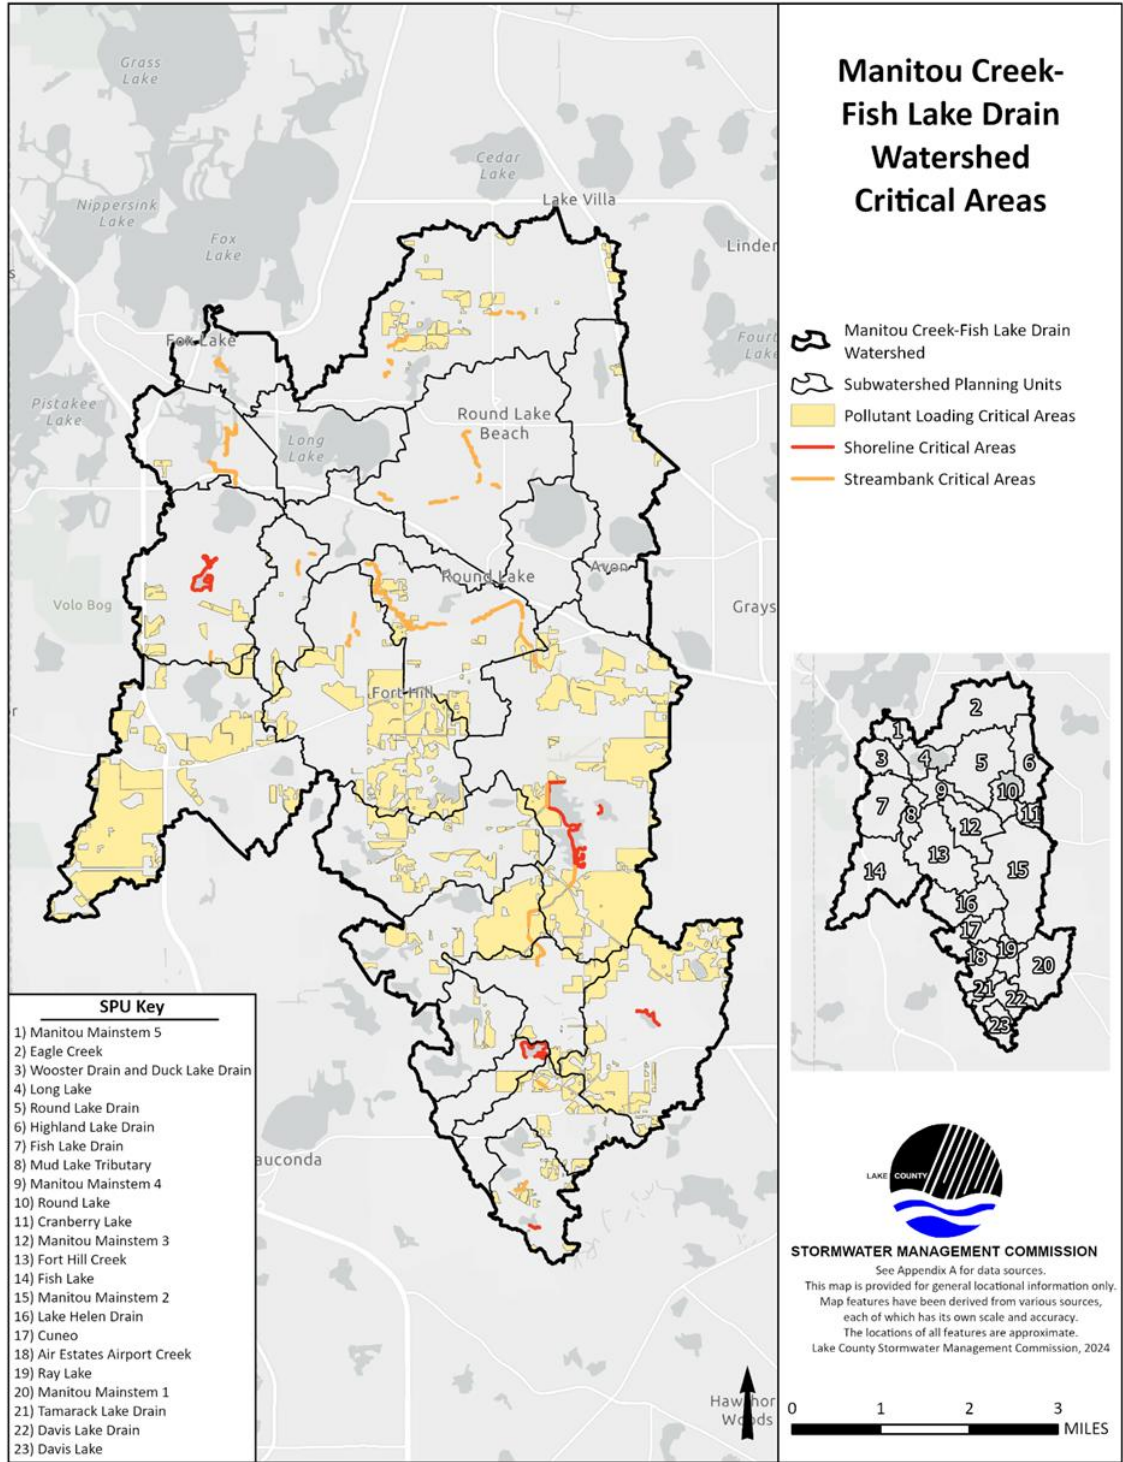 Manitou Creek-
Fish Lake Drain
Watershed
Critical Areas
Manitou Creek-Fish Lake Drain
Watershed
Subwatershed Planning Units
Pollutant Loading Critical Areas
Shoreline Critical Areas
Streambank Critical Areas
Grass
Lake
Cedar
Lake
Lake Villa
Nippersink
Lake
Fox
Lake
Linden
s
Fox Lake
Fourt
Lake
Pistakee
Lake
Long
Lake
Round Lake
Beach
Round Lake
Avon
Volo Bog
Grays
Fort Hill
or
auconda
Hawthor
Woods
1
2
3
4
5
6
7
8
9
10
11
12
13
14
15
16
17
18
19
20
21
22
23
SPU Key
1) Manitou Mainstem 5
2) Eagle Creek
3) Wooster Drain and Duck Lake Drain
4) Long Lake
5) Round Lake Drain
6) Highland Lake Drain
7) Fish Lake Drain
8) Mud Lake Tributary
9) Manitou Mainstem 4
10) Round Lake
11) Cranberry Lake
12) Manitou Mainstem 3
13) Fort Hill Creek
14) Fish Lake
15) Manitou Mainstem 2
16) Lake Helen Drain
17) Cuneo
18) Air Estates Airport Creek
19) Ray Lake
20) Manitou Mainstem 1
21) Tamarack Lake Drain
22) Davis Lake Drain
23) Davis Lake
LAKE COUNTY
STORMWATER MANAGEMENT COMMISSION
See Appendix A for data sources.
This map is provided for general locational information only.
Map features have been derived from various sources,
each of which has its own scale and accuracy.
The locations of all features are approximate.
Lake County Stormwater Management Commission, 2024
0 1 2 3
MILES